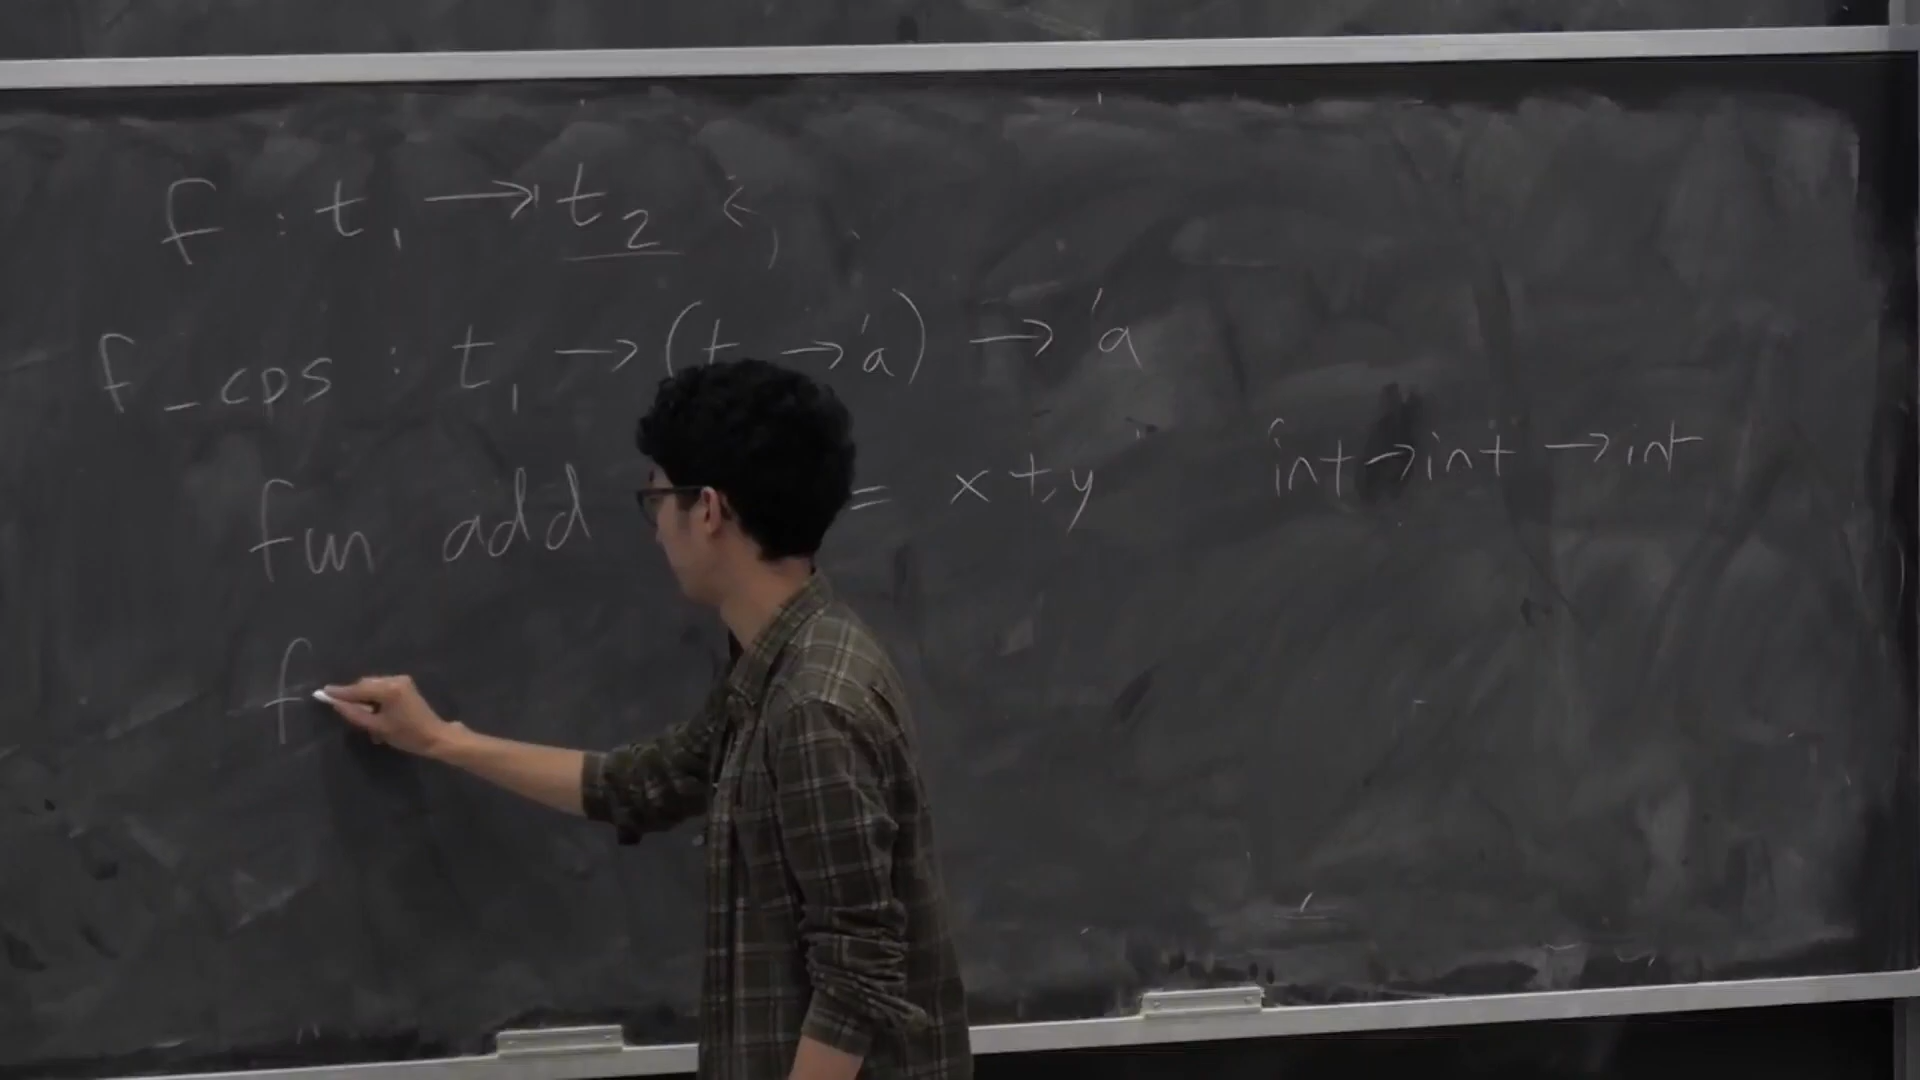 f : t₁ → t₂
f_cps : t₁ → (t → 'a) → 'a
fun add = x + y int → int → int
f